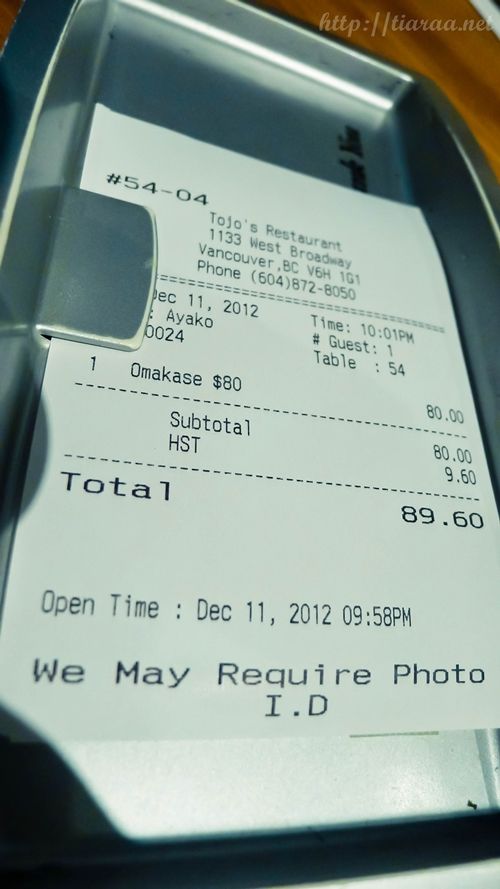 http://tiaraa.net
#54-04
Tojo's Restaurant
1133 West Broadway
Vancouver,BC V6H 1G1
Phone (604)872-8050
Dec 11, 2012 Time: 10:01PM
: Ayako # Guest: 1
0024 Table : 54
1 Omakase $80 80.00
Subtotal 80.00
HST 9.60
Total 89.60
Open Time : Dec 11, 2012 09:58PM
We May Require Photo
I.D